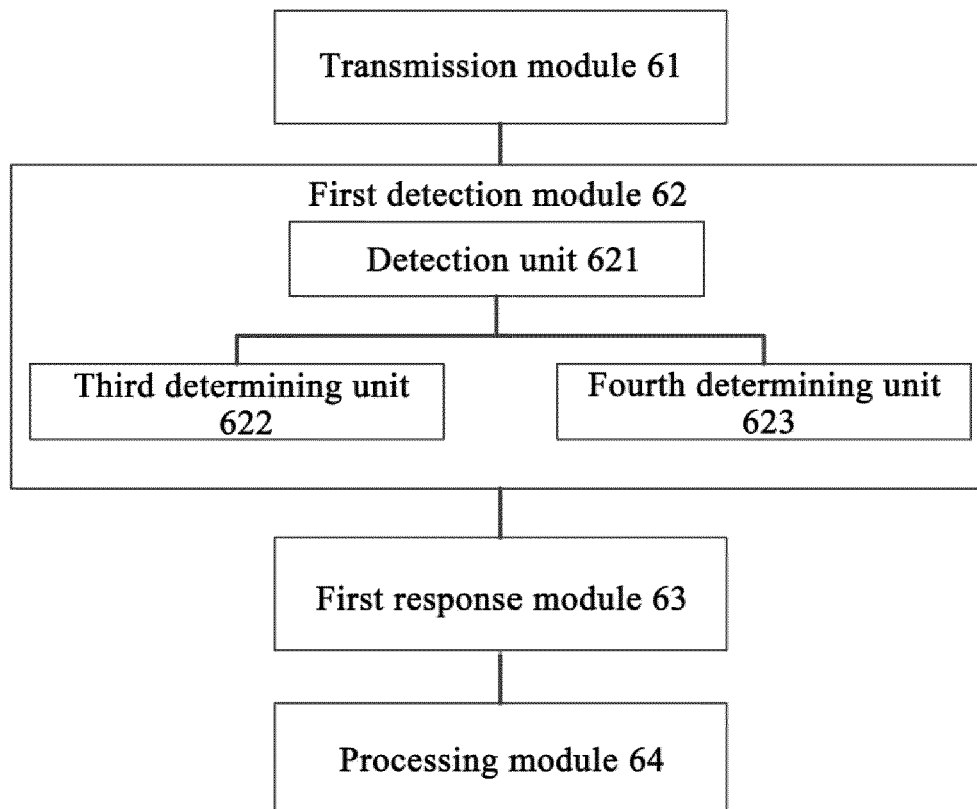 Transmission module 61
First detection module 62
Detection unit 621
Third determining unit
622
Fourth determining unit
623
First response module 63
Processing module 64